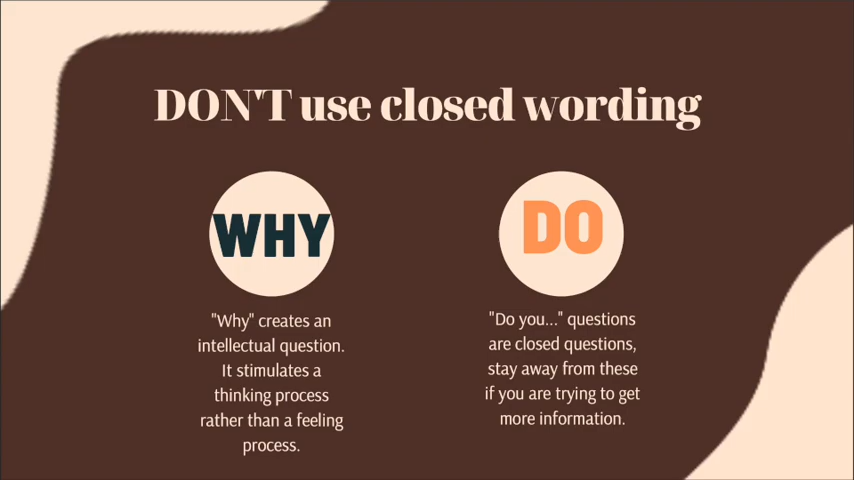 DON'T use closed wording
WHY
"Why" creates an
intellectual question.
It stimulates a
thinking process
rather than a feeling
process.
DO
"Do you..." questions
are closed questions,
stay away from these
if you are trying to get
more information.